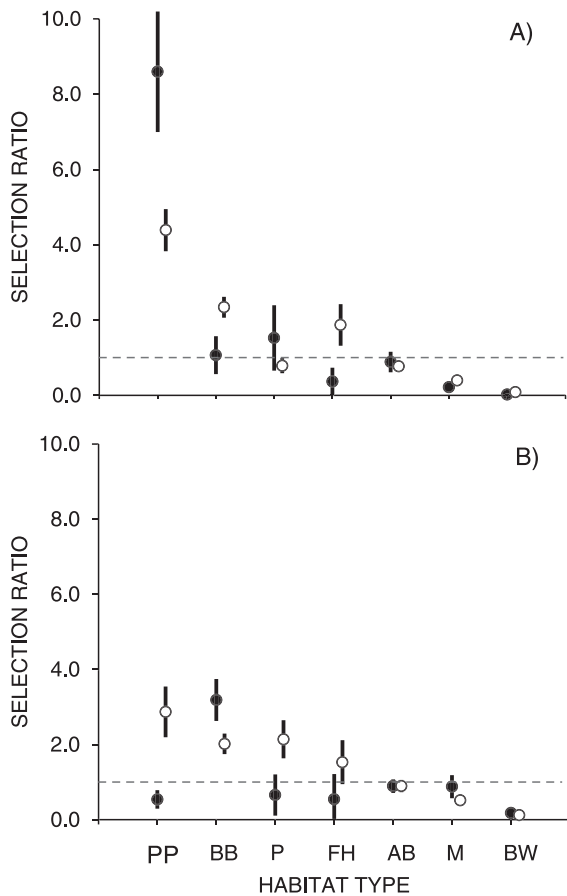 10.0
A)
8.0
6.0
4.0
2.0
0.0
SELECTION RATIO
10.0
B)
8.0
6.0
4.0
2.0
0.0
SELECTION RATIO
PP BB P FH AB M BW
HABITAT TYPE